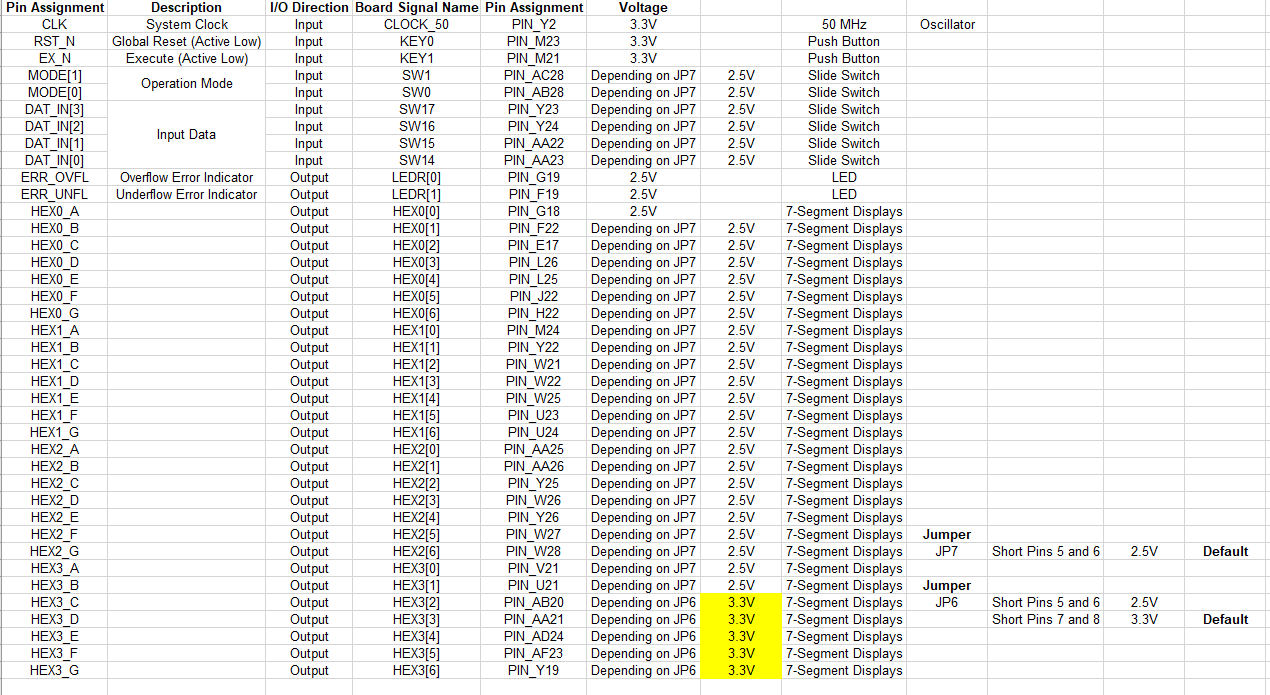 Pin Assignment Description I/O Direction Board Signal Name Pin Assignment Voltage
CLK System Clock Input CLOCK_50 PIN_Y2 3.3V 50 MHz Oscillator
RST_N Global Reset (Active Low) Input KEY0 PIN_M23 3.3V Push Button
EX_N Execute (Active Low) Input KEY1 PIN_M21 3.3V Push Button
MODE[1] Operation Mode Input SW1 PIN_AC28 Depending on JP7 2.5V Slide Switch
MODE[0] Input SW0 PIN_AB28 Depending on JP7 2.5V Slide Switch
DAT_IN[3] Input Data Input SW17 PIN_Y23 Depending on JP7 2.5V Slide Switch
DAT_IN[2] Input SW16 PIN_Y24 Depending on JP7 2.5V Slide Switch
DAT_IN[1] Input SW15 PIN_AA22 Depending on JP7 2.5V Slide Switch
DAT_IN[0] Input SW14 PIN_AA23 Depending on JP7 2.5V Slide Switch
ERR_OVFL Overflow Error Indicator Output LEDR[0] PIN_G19 2.5V LED
ERR_UNFL Underflow Error Indicator Output LEDR[1] PIN_F19 2.5V LED
HEX0_A Output HEX0[0] PIN_G18 2.5V 7-Segment Displays
HEX0_B Output HEX0[1] PIN_F22 Depending on JP7 2.5V 7-Segment Displays
HEX0_C Output HEX0[2] PIN_E17 Depending on JP7 2.5V 7-Segment Displays
HEX0_D Output HEX0[3] PIN_L26 Depending on JP7 2.5V 7-Segment Displays
HEX0_E Output HEX0[4] PIN_L25 Depending on JP7 2.5V 7-Segment Displays
HEX0_F Output HEX0[5] PIN_J22 Depending on JP7 2.5V 7-Segment Displays
HEX0_G Output HEX0[6] PIN_H22 Depending on JP7 2.5V 7-Segment Displays
HEX1_A Output HEX1[0] PIN_M24 Depending on JP7 2.5V 7-Segment Displays
HEX1_B Output HEX1[1] PIN_Y22 Depending on JP7 2.5V 7-Segment Displays
HEX1_C Output HEX1[2] PIN_W21 Depending on JP7 2.5V 7-Segment Displays
HEX1_D Output HEX1[3] PIN_W22 Depending on JP7 2.5V 7-Segment Displays
HEX1_E Output HEX1[4] PIN_W25 Depending on JP7 2.5V 7-Segment Displays
HEX1_F Output HEX1[5] PIN_U23 Depending on JP7 2.5V 7-Segment Displays
HEX1_G Output HEX1[6] PIN_U24 Depending on JP7 2.5V 7-Segment Displays
HEX2_A Output HEX2[0] PIN_AA25 Depending on JP7 2.5V 7-Segment Displays
HEX2_B Output HEX2[1] PIN_AA26 Depending on JP7 2.5V 7-Segment Displays
HEX2_C Output HEX2[2] PIN_Y25 Depending on JP7 2.5V 7-Segment Displays
HEX2_D Output HEX2[3] PIN_W26 Depending on JP7 2.5V 7-Segment Displays
HEX2_E Output HEX2[4] PIN_Y26 Depending on JP7 2.5V 7-Segment Displays
HEX2_F Output HEX2[5] PIN_W27 Depending on JP7 2.5V 7-Segment Displays Jumper
HEX2_G Output HEX2[6] PIN_W28 Depending on JP7 2.5V 7-Segment Displays JP7 Short Pins 5 and 6 2.5V Default
HEX3_A Output HEX3[0] PIN_V21 Depending on JP7 2.5V 7-Segment Displays
HEX3_B Output HEX3[1] PIN_U21 Depending on JP7 2.5V 7-Segment Displays Jumper
HEX3_C Output HEX3[2] PIN_AB20 Depending on JP6 3.3V 7-Segment Displays JP6 Short Pins 5 and 6 2.5V
HEX3_D Output HEX3[3] PIN_AA21 Depending on JP6 3.3V 7-Segment Displays Short Pins 7 and 8 3.3V Default
HEX3_E Output HEX3[4] PIN_AD24 Depending on JP6 3.3V 7-Segment Displays
HEX3_F Output HEX3[5] PIN_AF23 Depending on JP6 3.3V 7-Segment Displays
HEX3_G Output HEX3[6] PIN_Y19 Depending on JP6 3.3V 7-Segment Displays